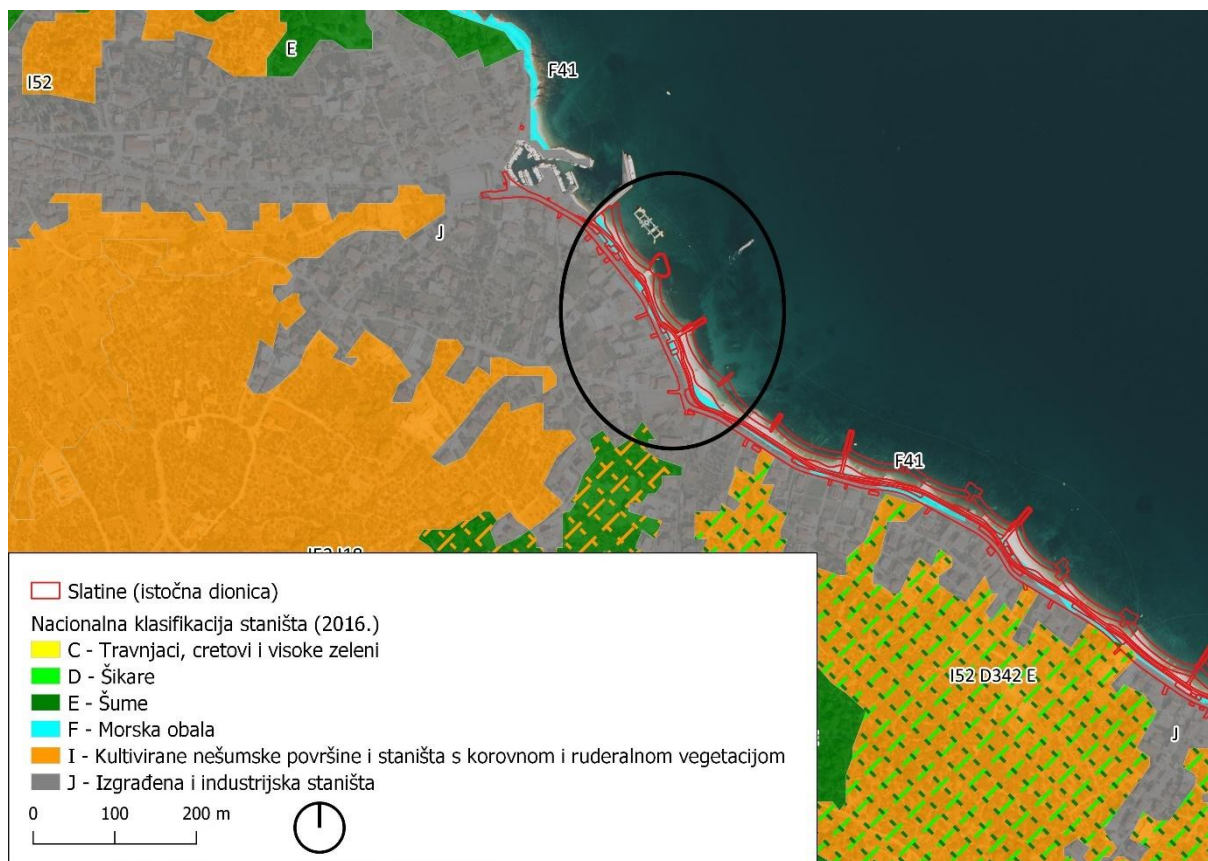 E
I52
F41
J
F41
I52 D342 E
J
Slatine (istočna dionica)
Nacionalna klasifikacija staništa (2016.)
C - Travnjaci, cretovi i visoke zeleni
D - Šikare
E - Šume
F - Morska obala
I - Kultivirane nešumske površine i staništa s korovnom i ruderalnom vegetacijom
J - Izgrađena i industrijska staništa
0 100 200 m